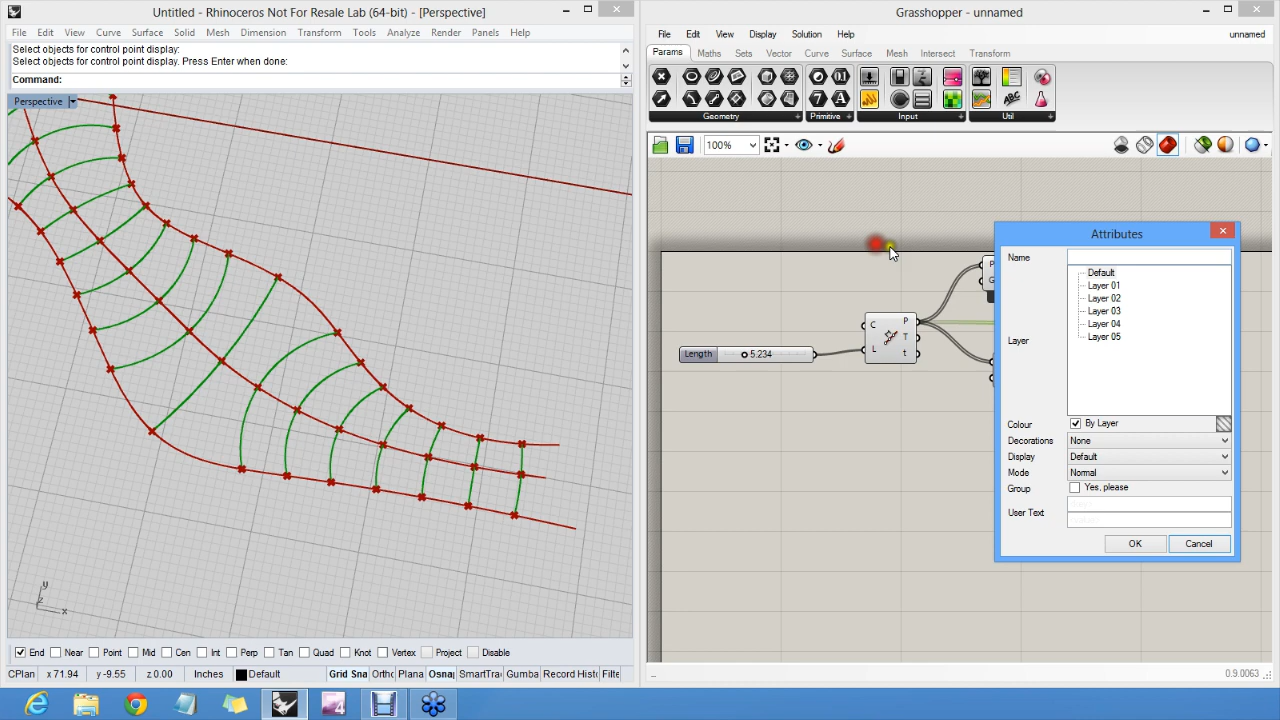 Untitled - Rhinoceros Not For Resale Lab (64-bit) - [Perspective]
File Edit View Curve Surface Solid Mesh Dimension Transform Tools Analyze Render Panels Help
Select objects for control point display:
Select objects for control point display. Press Enter when done:
Command:
Perspective
y
z
x
End Near Point Mid Cen Int Perp Tan Quad Knot Vertex Project Disable
CPlan x 71.94 y -9.55 z 0.00 Inches Default Grid Sna Ortho Plana Osna SmartTra Gumba Record Histo Filte
Grasshopper - unnamed
File Edit View Display Solution Help unnamed
Params Maths Sets Vector Curve Surface Mesh Intersect Transform
Geometry Primitive Input Util
100%
Length 5.234
C
L
P
T
t
P
G
Attributes
Name
Layer
Default
Layer 01
Layer 02
Layer 03
Layer 04
Layer 05
Colour By Layer
Decorations None
Display Default
Mode Normal
Group Yes, please
User Text
OK Cancel
0.9.0063